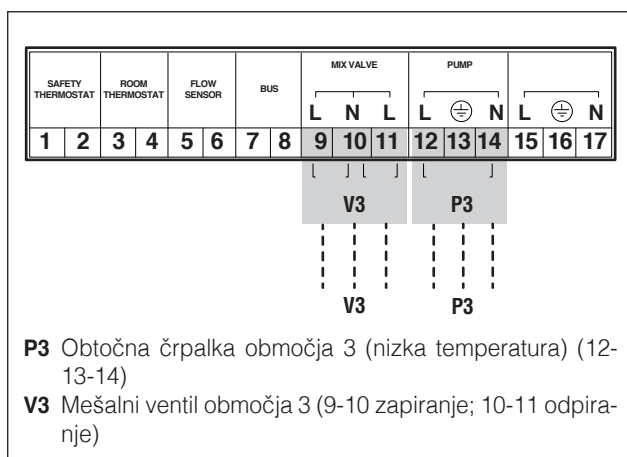 SAFETY THERMOSTAT ROOM THERMOSTAT FLOW SENSOR BUS MIX VALVE PUMP
L N L L ⏚ N L ⏚ N
1 2 3 4 5 6 7 8 9 10 11 12 13 14 15 16 17
V3 P3
V3 P3
P3 Obtočna črpalka območja 3 (nizka temperatura) (12-
13-14)
V3 Mešalni ventil območja 3 (9-10 zapiranje; 10-11 odpira-
nje)